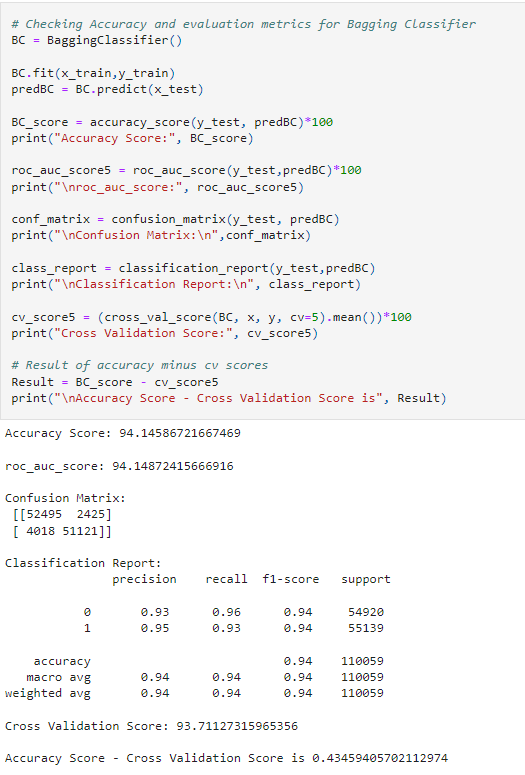 # Checking Accuracy and evaluation metrics for Bagging Classifier
BC = BaggingClassifier()
BC.fit(x_train,y_train)
predBC = BC.predict(x_test)
BC_score = accuracy_score(y_test, predBC)*100
print("Accuracy Score:", BC_score)
roc_auc_score5 = roc_auc_score(y_test,predBC)*100
print("\nroc_auc_score:", roc_auc_score5)
conf_matrix = confusion_matrix(y_test, predBC)
print("\nConfusion Matrix:\n",conf_matrix)
class_report = classification_report(y_test,predBC)
print("\nClassification Report:\n", class_report)
cv_score5 = (cross_val_score(BC, x, y, cv=5).mean())*100
print("Cross Validation Score:", cv_score5)
# Result of accuracy minus cv scores
Result = BC_score - cv_score5
print("\nAccuracy Score - Cross Validation Score is", Result)
Accuracy Score: 94.14586721667469
roc_auc_score: 94.14872415666916
Confusion Matrix:
[[52495 2425]
[ 4018 51121]]
Classification Report:
precision recall f1-score support
0 0.93 0.96 0.94 54920
1 0.95 0.93 0.94 55139
accuracy 0.94 110059
macro avg 0.94 0.94 0.94 110059
weighted avg 0.94 0.94 0.94 110059
Cross Validation Score: 93.71127315965356
Accuracy Score - Cross Validation Score is 0.43459405702112974